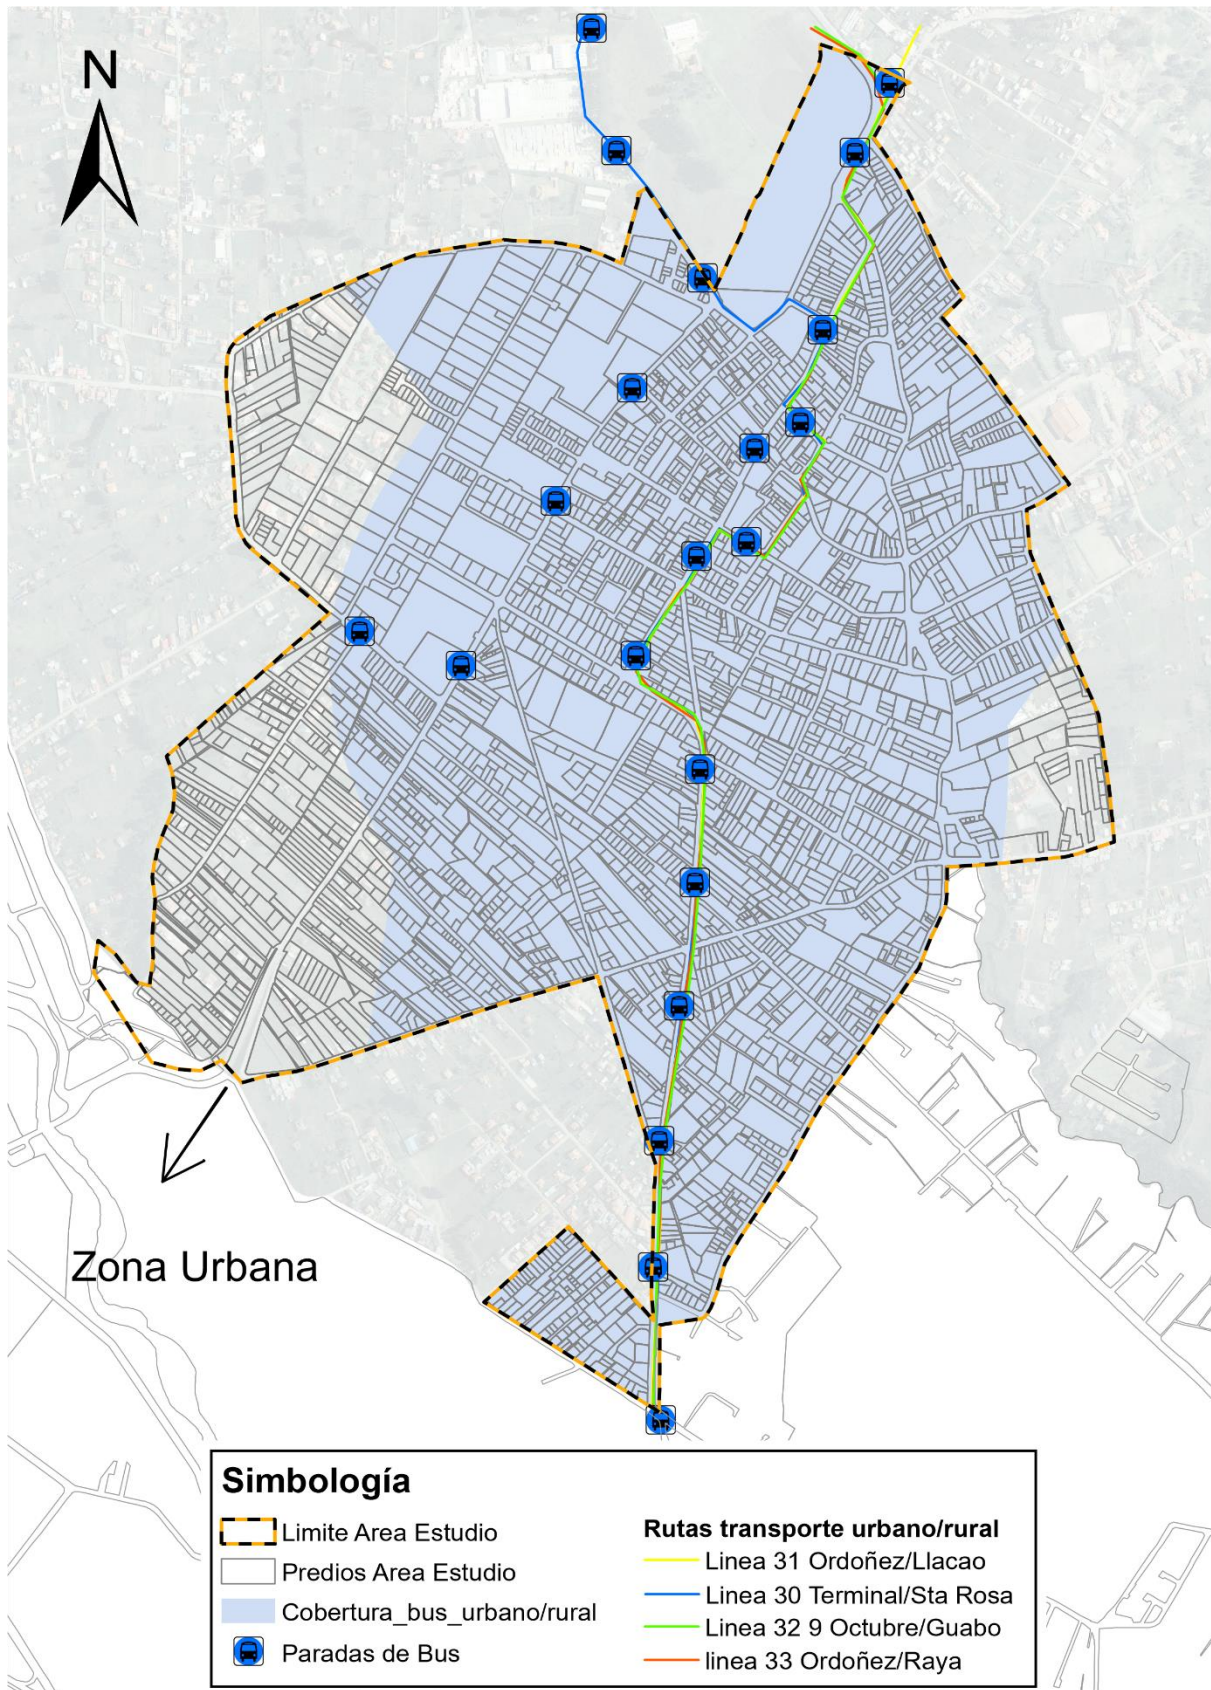 N
Zona Urbana
Simbología
Limite Area Estudio
Predios Area Estudio
Cobertura_bus_urbano/rural
Paradas de Bus
Rutas transporte urbano/rural
Linea 31 Ordoñez/Llacao
Linea 30 Terminal/Sta Rosa
Linea 32 9 Octubre/Guabo
linea 33 Ordoñez/Raya